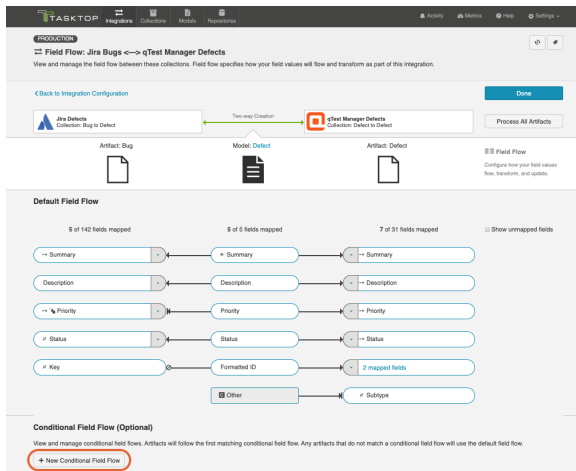 TASKTOP
Integrations
Collections
Models
Repositories
Activity
Metrics
Help
Settings
PRODUCTION
Field Flow: Jira Bugs <—> qTest Manager Defects
View and manage the field flow between these collections. Field flow specifies how your field values will flow and transform as part of this integration.
Back to Integration Configuration
Done
Jira Defects
Collection: Bug to Defect
Two-way Creation
qTest Manager Defects
Collection: Defect to Defect
Process All Artifacts
Artifact: Bug
Model: Defect
Artifact: Defect
Field Flow
Configure how your field values
flow, transform, and update.
Default Field Flow
5 of 142 fields mapped
5 of 5 fields mapped
7 of 31 fields mapped
Show unmapped fields
Summary
* Summary
Summary
Description
Description
Description
Priority
Priority
Priority
Status
Status
Status
Key
Formatted ID
2 mapped fields
Other
Subtype
Conditional Field Flow (Optional)
View and manage conditional field flows. Artifacts will follow the first matching conditional field flow. Any artifacts that do not match a conditional field flow will use the default field flow.
+ New Conditional Field Flow